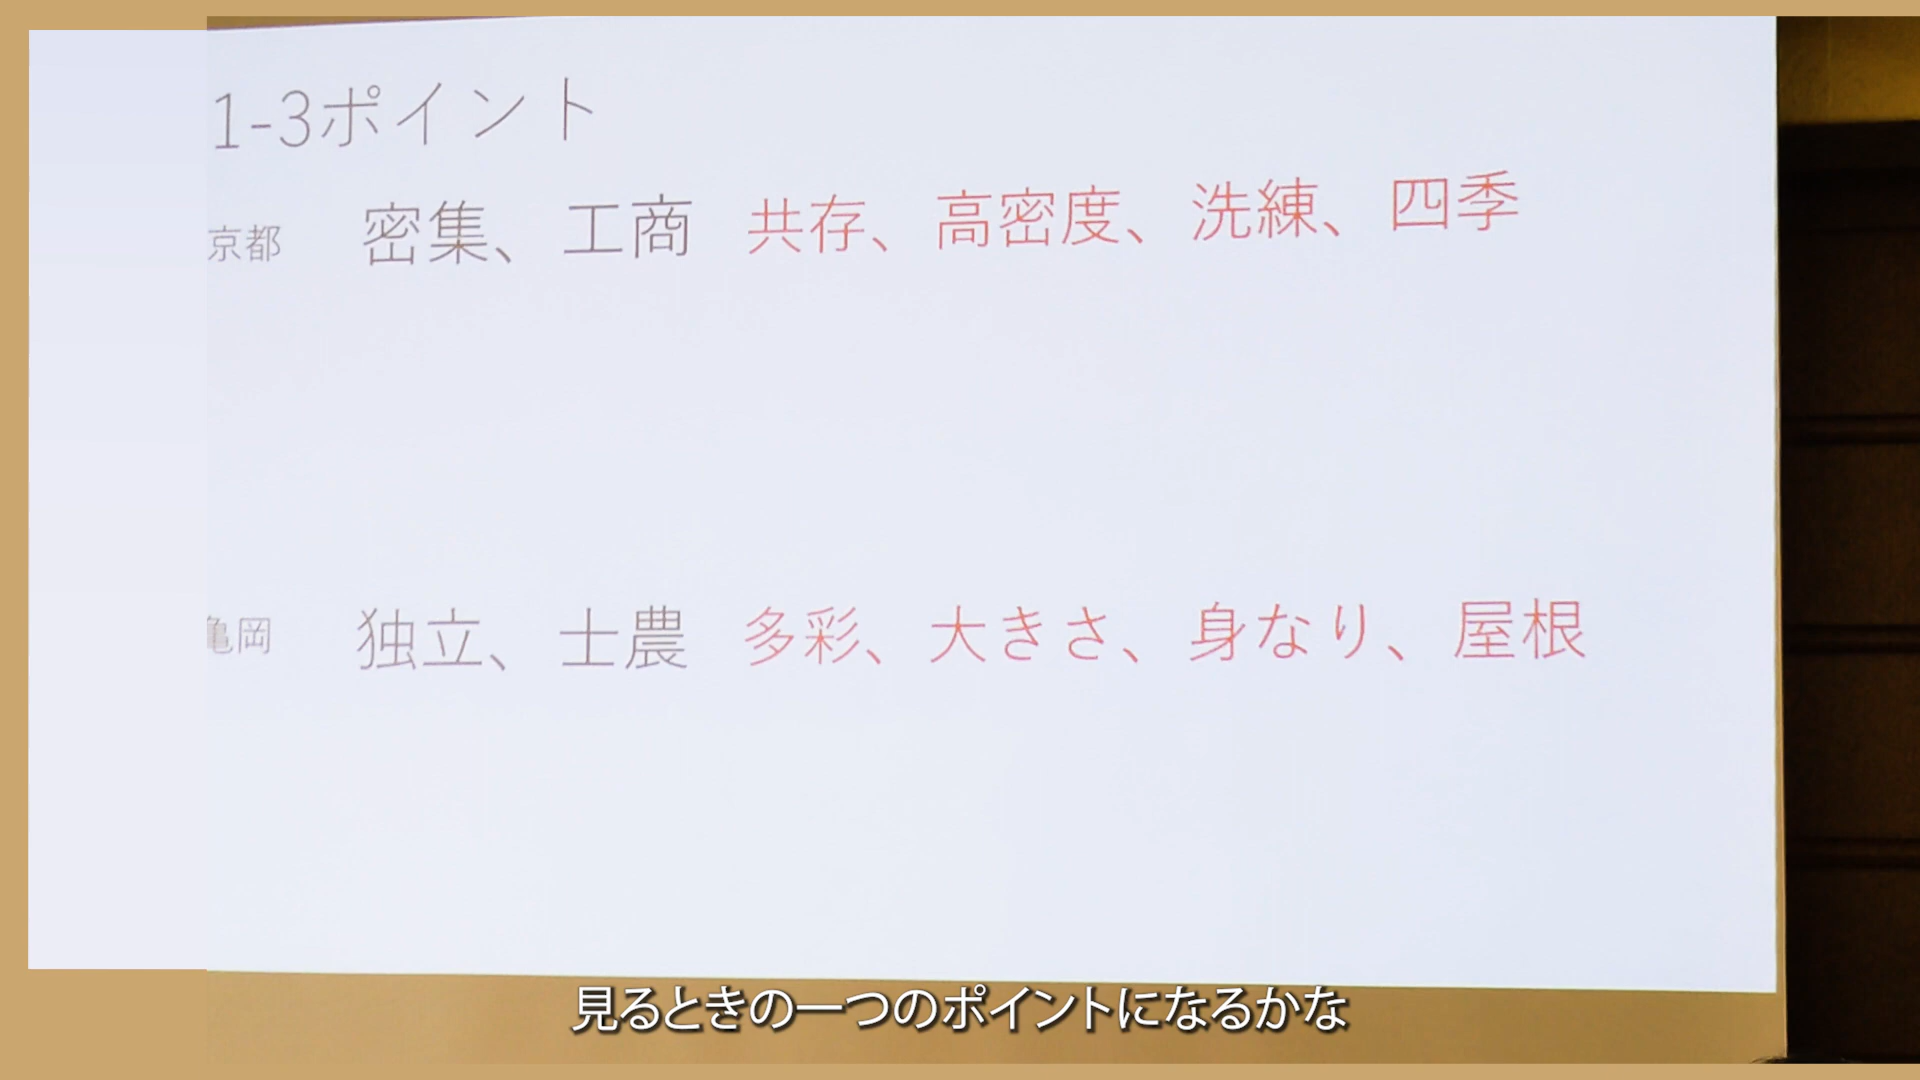 1-3ポイント
京都 密集、工商 共存、高密度、洗練、四季
亀岡 独立、士農 多彩、大きさ、身なり、屋根
見るときの一つのポイントになるかな